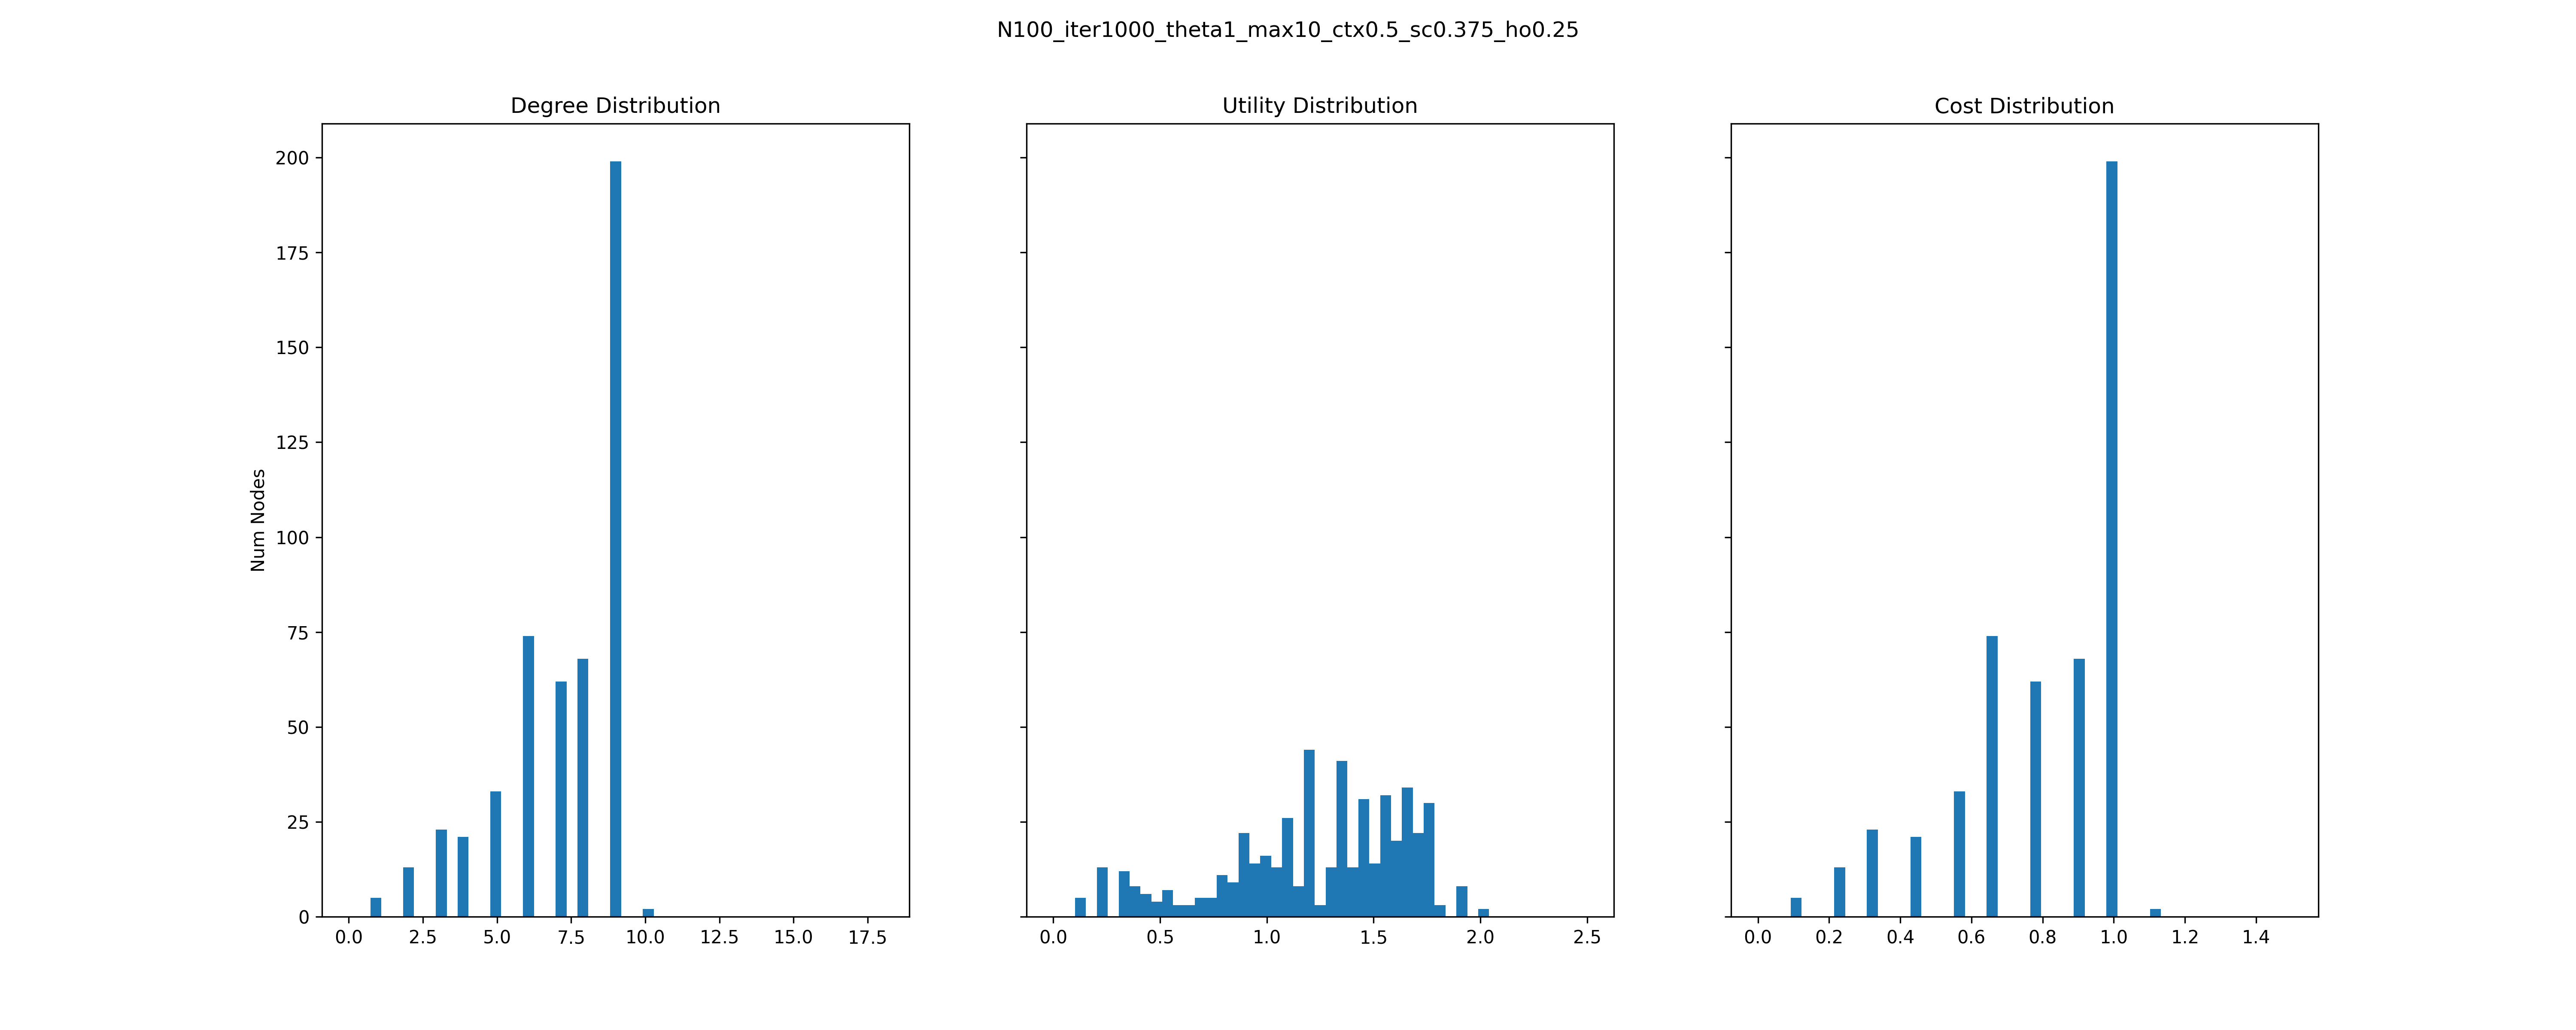 N100_iter1000_theta1_max10_ctx0.5_sc0.375_ho0.25
Degree Distribution
Utility Distribution
Cost Distribution
Num Nodes
200
175
150
125
100
75
50
25
0
0.0 2.5 5.0 7.5 10.0 12.5 15.0 17.5
0.0 0.5 1.0 1.5 2.0 2.5
0.0 0.2 0.4 0.6 0.8 1.0 1.2 1.4